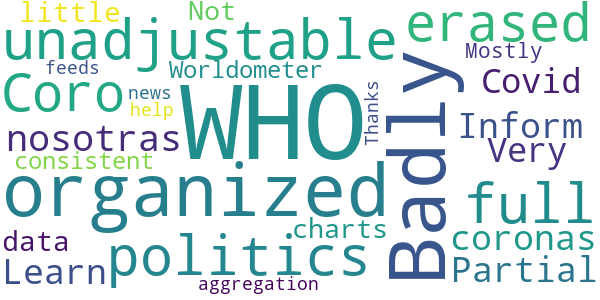 little
Not
erased
unadjustable
Mostly
feeds
Worldometer
Covid
Coro
news
help
WHO
Thanks
Badly
Inform
nosotras
Very
consistent
organized
full
charts
coronas
data
politics
Learn
Partial
aggregation